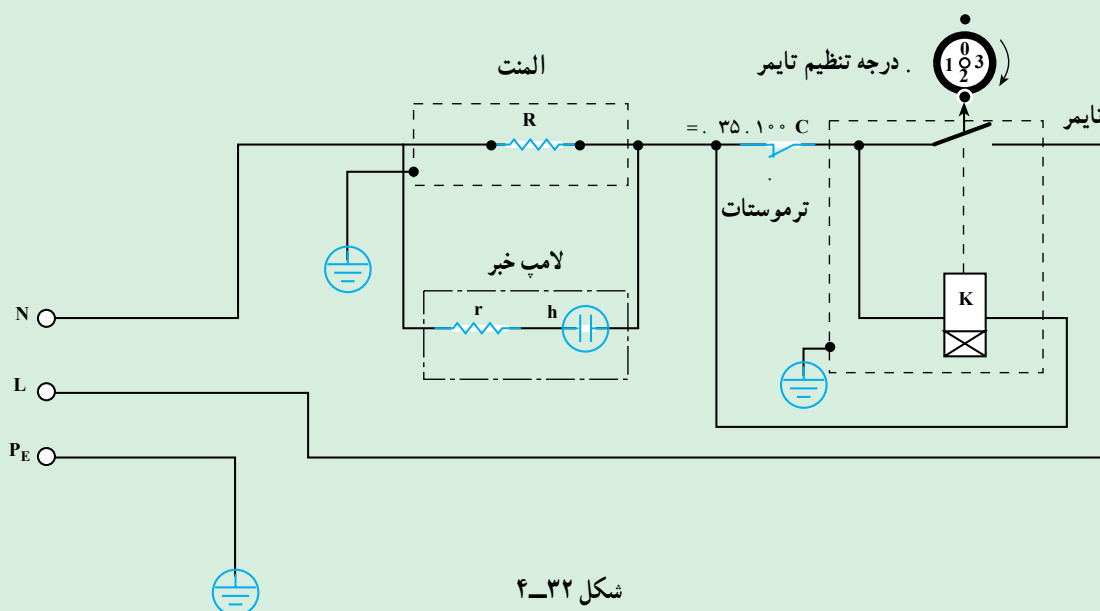 درجه تنظیم تایمر .
0
1 3
2
المنت
R
تایمر
=. ۳۵.۱۰۰ C
.
ترموستات
لامپ خبر
r
h
K
N
L
PE
شکل ۳۲ــ۴